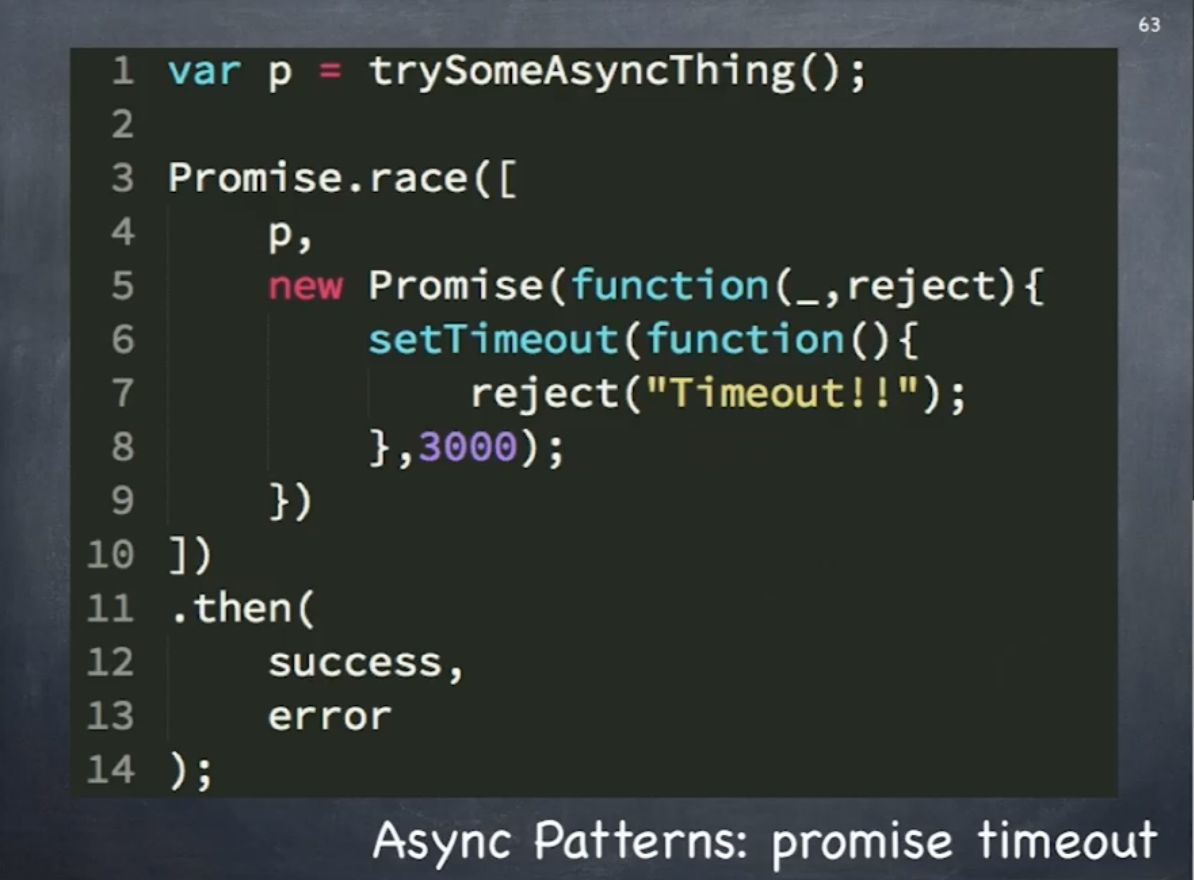 63
1 var p = trySomeAsyncThing();
2
3 Promise.race([
4     p,
5     new Promise(function(_,reject){
6         setTimeout(function(){
7             reject("Timeout!!");
8         },3000);
9     })
10 ])
11 .then(
12     success,
13     error
14 );
Async Patterns: promise timeout